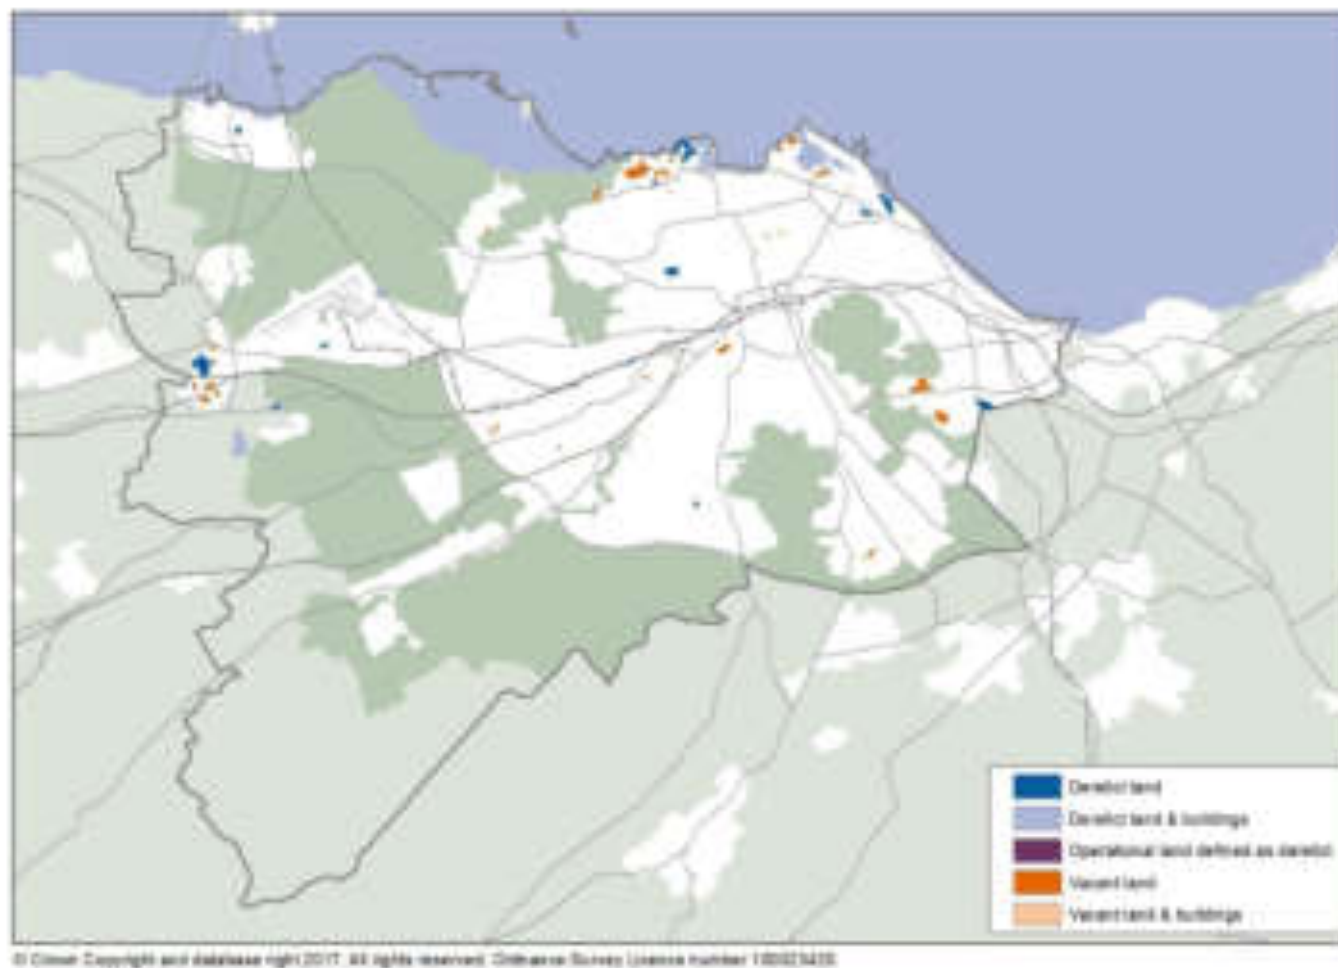 Derelict land
Derelict land & buildings
Operational land defined as derelict
Vacant land
Vacant land & buildings
© Crown Copyright and database right 2017. All rights reserved. Ordnance Survey Licence number 100023420